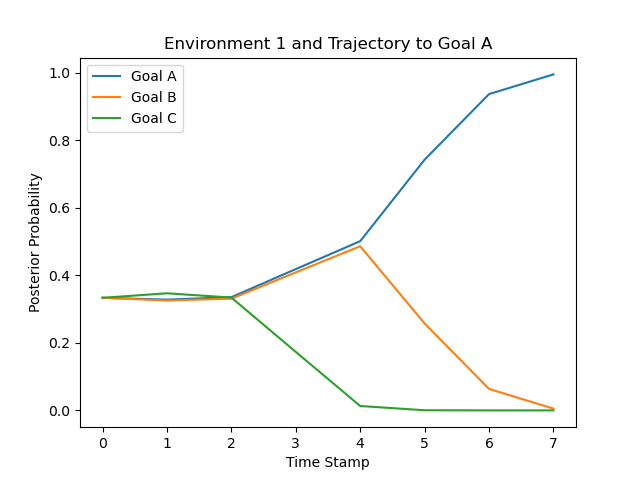 Environment 1 and Trajectory to Goal A
Goal A
Goal B
Goal C
1.0
0.8
0.6
0.4
0.2
0.0
Posterior Probability
0 1 2 3 4 5 6 7
Time Stamp